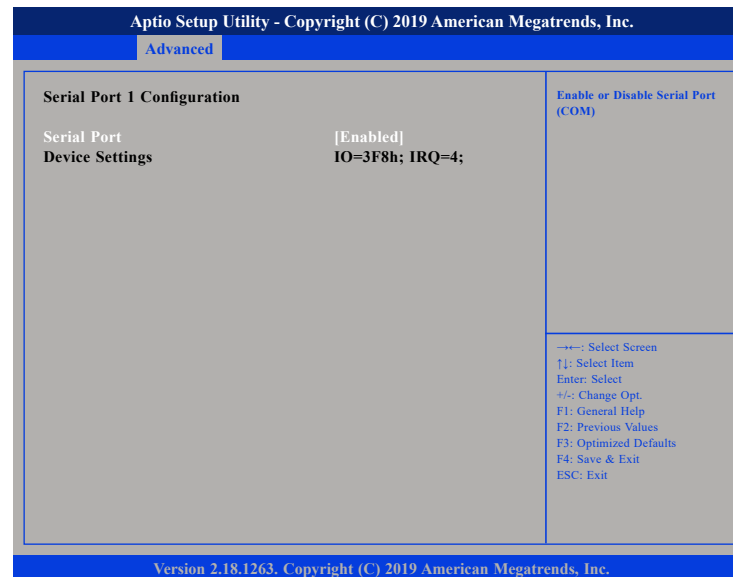 Aptio Setup Utility - Copyright (C) 2019 American Megatrends, Inc.
Advanced
Serial Port 1 Configuration
Serial Port [Enabled]
Device Settings IO=3F8h; IRQ=4;
Enable or Disable Serial Port
(COM)
→←: Select Screen
↑↓: Select Item
Enter: Select
+/-: Change Opt.
F1: General Help
F2: Previous Values
F3: Optimized Defaults
F4: Save & Exit
ESC: Exit
Version 2.18.1263. Copyright (C) 2019 American Megatrends, Inc.